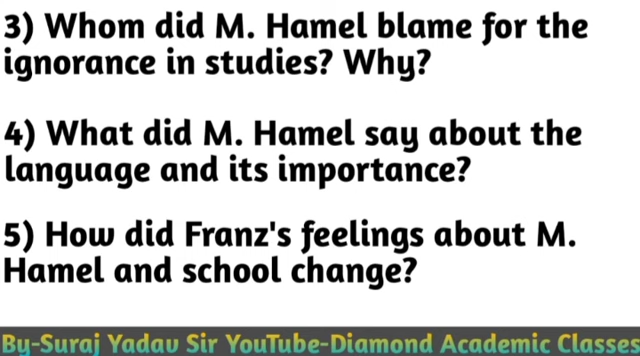 3) Whom did M. Hamel blame for the
ignorance in studies? Why?
4) What did M. Hamel say about the
language and its importance?
5) How did Franz's feelings about M.
Hamel and school change?
By-Suraj Yadav Sir YouTube-Diamond Academic Classes